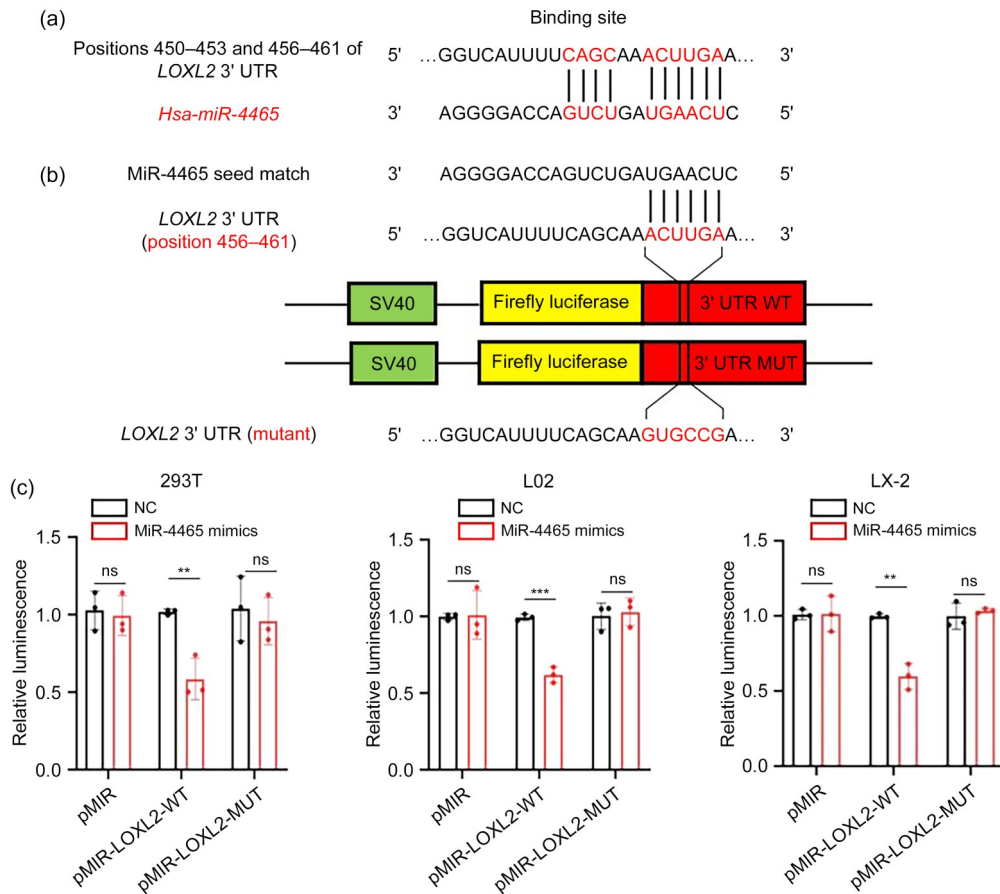 (a)
Binding site
Positions 450–453 and 456–461 of
LOXL2 3' UTR
5' …GGUCAUUUUCAGCAAACUUGAA… 3'
Hsa-miR-4465
3' AGGGGACCAGUCUGAUGAACUC 5'
(b)
MiR-4465 seed match 3' AGGGGACCAGUCUGAUGAACUC 5'
LOXL2 3' UTR
(position 456–461)
5' …GGUCAUUUUCAGCAAACUUGAA… 3'
SV40 Firefly luciferase 3' UTR WT
SV40 Firefly luciferase 3' UTR MUT
LOXL2 3' UTR (mutant) 5' …GGUCAUUUUCAGCAAGUGCCGA… 3'
(c)
293T
NC
MiR-4465 mimics
Relative luminescence
1.5
1.0
0.5
0.0
ns
**
ns
pMIR
pMIR-LOXL2-WT
pMIR-LOXL2-MUT
L02
NC
MiR-4465 mimics
Relative luminescence
1.5
1.0
0.5
0.0
ns
***
ns
pMIR
pMIR-LOXL2-WT
pMIR-LOXL2-MUT
LX-2
NC
MiR-4465 mimics
Relative luminescence
1.5
1.0
0.5
0.0
ns
**
ns
pMIR
pMIR-LOXL2-WT
pMIR-LOXL2-MUT